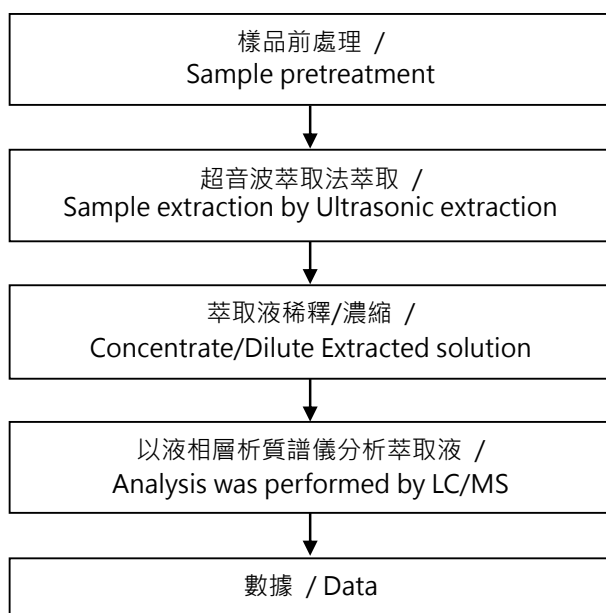 樣品前處理 /
Sample pretreatment
超音波萃取法萃取 /
Sample extraction by Ultrasonic extraction
萃取液稀釋/濃縮 /
Concentrate/Dilute Extracted solution
以液相層析質譜儀分析萃取液 /
Analysis was performed by LC/MS
數據 / Data